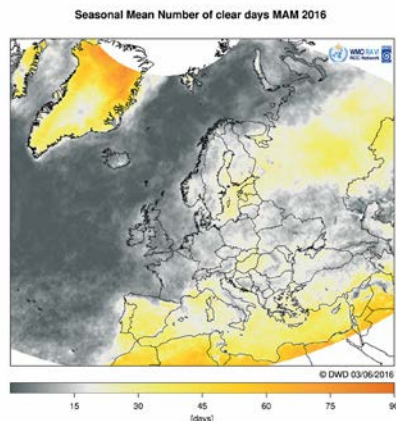 Seasonal Mean Number of clear days MAM 2016
WMO RA VI
RCC Network
© DWD 03/06/2016
15 30 45 60 75 90
[days]